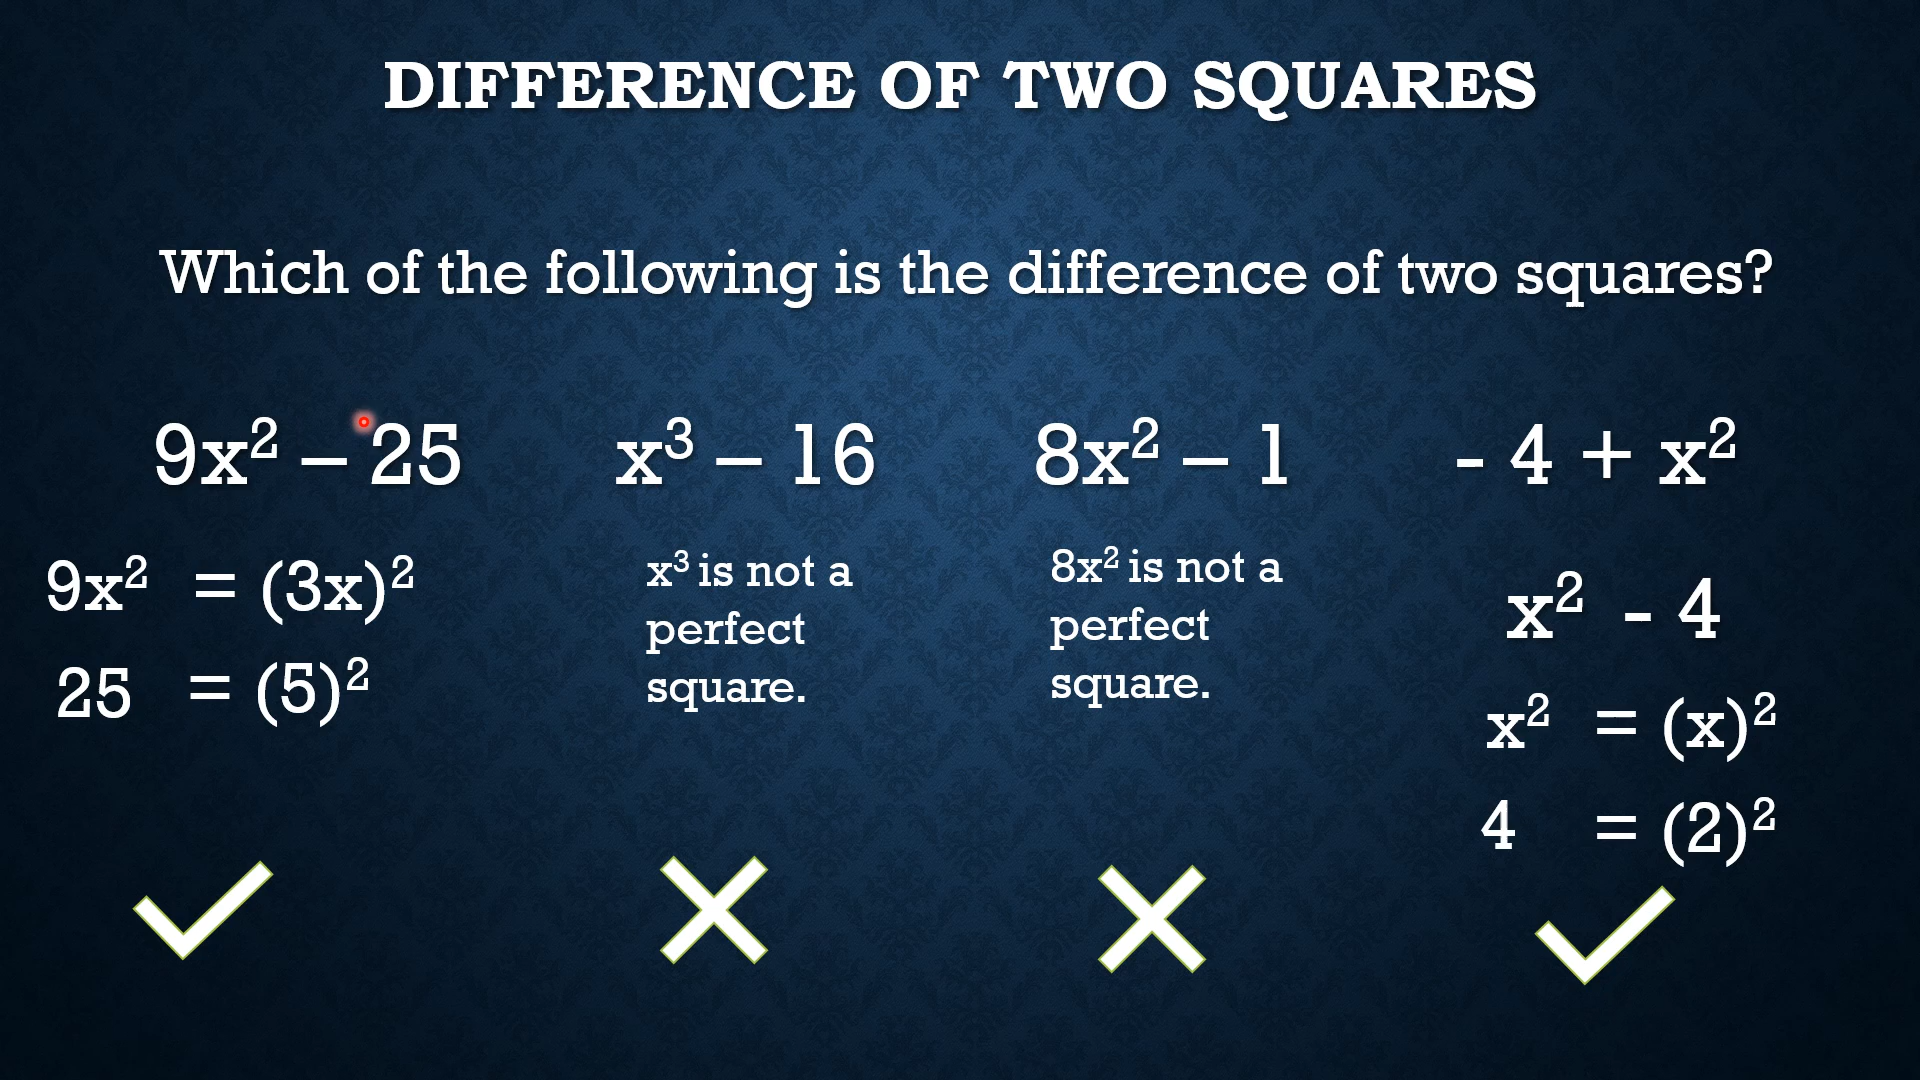 DIFFERENCE OF TWO SQUARES
Which of the following is the difference of two squares?
9x² – 25
x³ – 16
8x² – 1
- 4 + x²
9x² = (3x)²
25 = (5)²
x³ is not a
perfect
square.
8x² is not a
perfect
square.
x² - 4
x² = (x)²
4 = (2)²